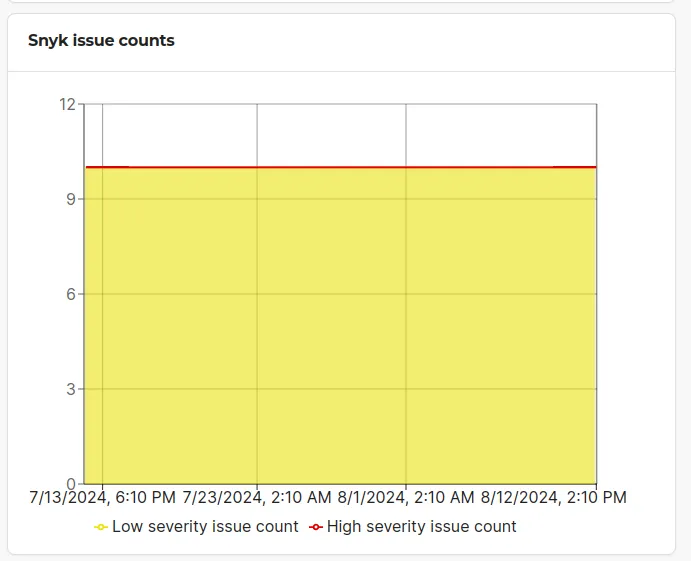 Snyk issue counts
12
9
6
3
0
7/13/2024, 6:10 PM 7/23/2024, 2:10 AM 8/1/2024, 2:10 AM 8/12/2024, 2:10 PM
Low severity issue count High severity issue count